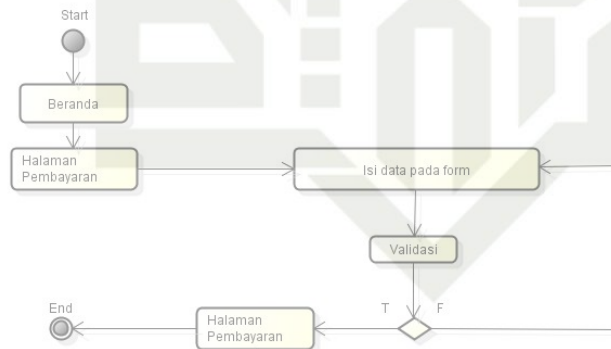 Start
Beranda
Halaman
Pembayaran
Isi data pada form
Validasi
T
F
End
Halaman
Pembayaran